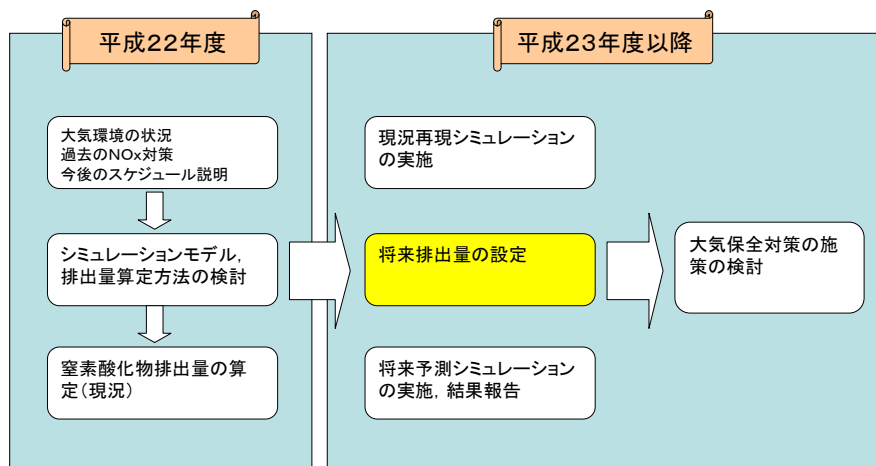 平成22年度
大気環境の状況
過去のNOx対策
今後のスケジュール説明
シミュレーションモデル,
排出量算定方法の検討
窒素酸化物排出量の算
定(現況)
平成23年度以降
現況再現シミュレーション
の実施
将来排出量の設定
将来予測シミュレーション
の実施, 結果報告
大気保全対策の施
策の検討